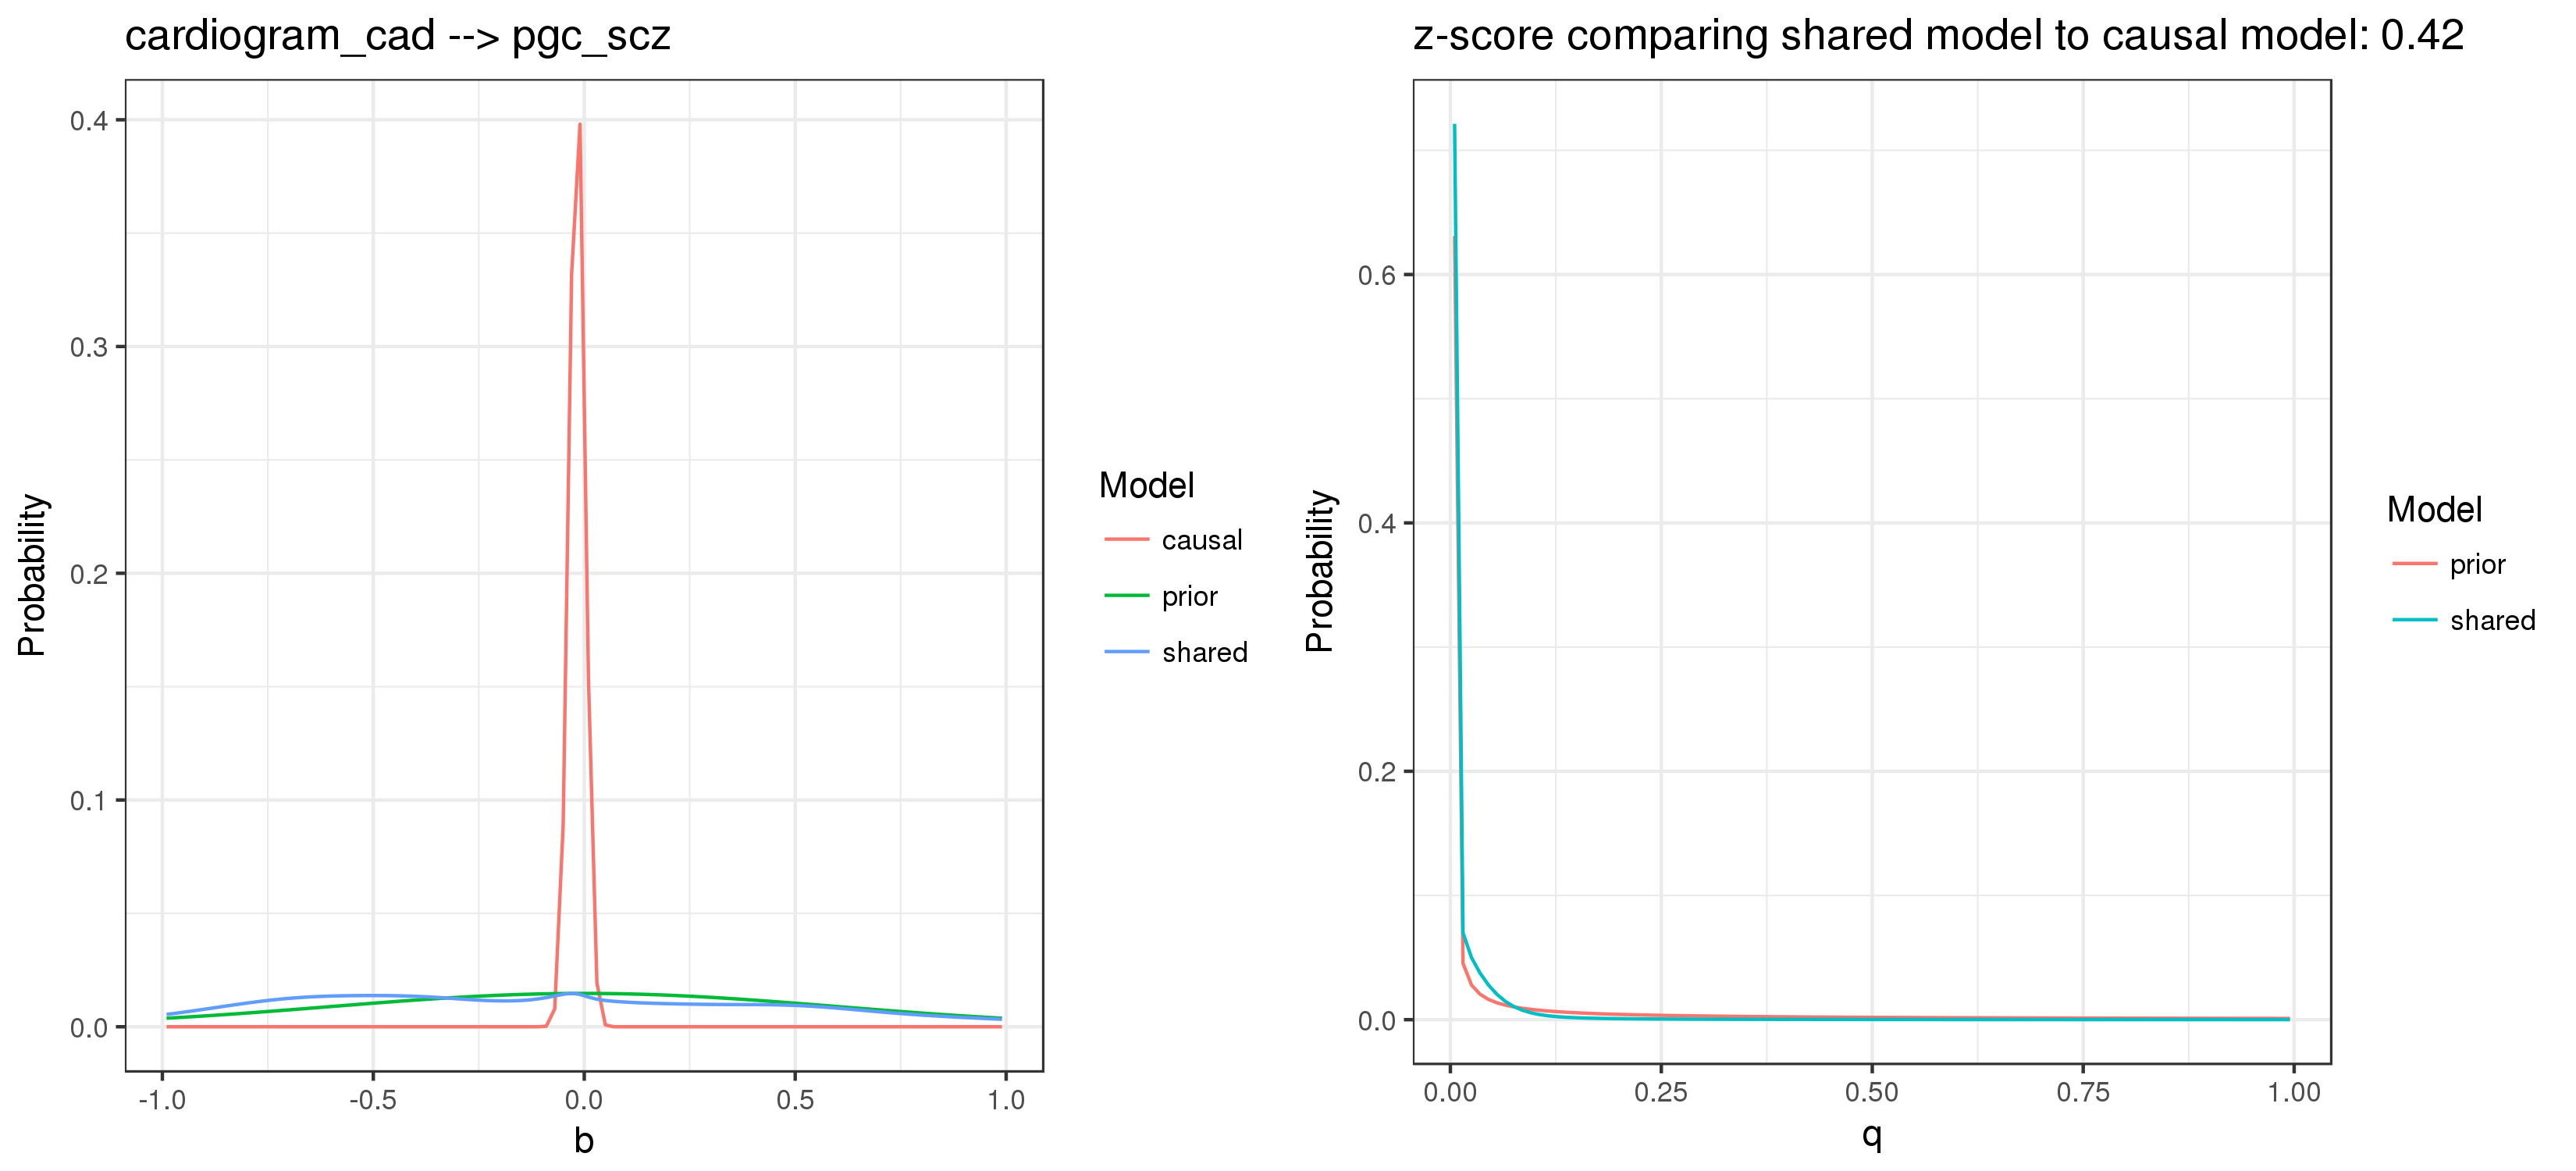 cardiogram_cad --> pgc_scz
0.4
0.3
0.2
0.1
0.0
Probability
-1.0 -0.5 0.0 0.5 1.0
b
Model
causal
prior
shared
z-score comparing shared model to causal model: 0.42
0.6
0.4
0.2
0.0
Probability
0.00 0.25 0.50 0.75 1.00
q
Model
prior
shared